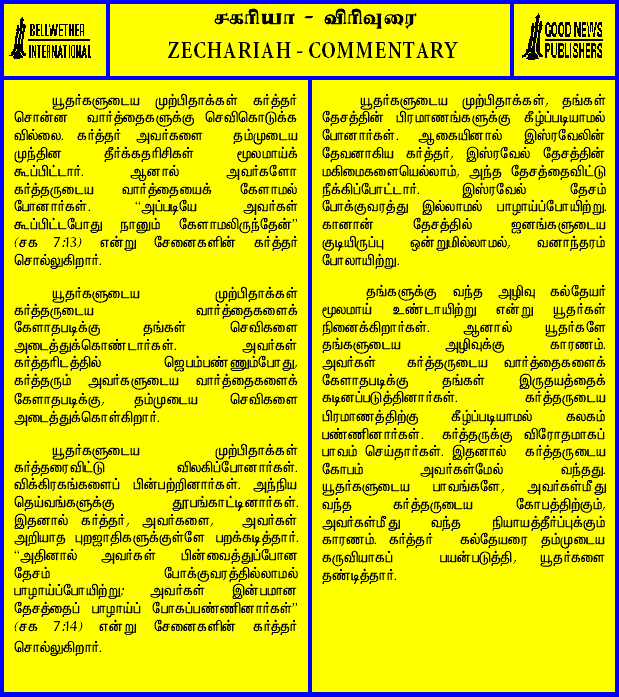 BELLWETHER
INTERNATIONAL
சகரியா - விரிவுரை
ZECHARIAH - COMMENTARY
GOOD NEWS
PUBLISHERS
யூதர்களுடைய முற்பிதாக்கள் கர்த்தர்
சொன்ன வார்த்தைகளுக்கு செவிகொடுக்க
வில்லை. கர்த்தர் அவர்களை தம்முடைய
முந்தின தீர்க்கதரிசிகள் மூலமாய்க்
கூப்பிட்டார். ஆனால் அவர்களோ
கர்த்தருடைய வார்த்தையைக் கேளாமல்
போனார்கள். “அப்படியே அவர்கள்
கூப்பிட்டபோது நானும் கேளாமலிருந்தேன்”
(சக 7:13) என்று சேனைகளின் கர்த்தர்
சொல்லுகிறார்.
யூதர்களுடைய முற்பிதாக்கள்
கர்த்தருடைய வார்த்தைகளைக்
கேளாதபடிக்கு தங்கள் செவிகளை
அடைத்துக்கொண்டார்கள். அவர்கள்
கர்த்தரிடத்தில் ஜெபம்பண்ணும்போது,
கர்த்தரும் அவர்களுடைய வார்த்தைகளைக்
கேளாதபடிக்கு, தம்முடைய செவிகளை
அடைத்துக்கொள்கிறார்.
யூதர்களுடைய முற்பிதாக்கள்
கர்த்தரைவிட்டு விலகிப்போனார்கள்.
விக்கிரகங்களைப் பின்பற்றினார்கள். அந்நிய
தெய்வங்களுக்கு தூபங்காட்டினார்கள்.
இதனால் கர்த்தர், அவர்களை, அவர்கள்
அறியாத புறஜாதிகளுக்குள்ளே பறக்கடித்தார்.
“அதினால் அவர்கள் பின்வைத்துப்போன
தேசம் போக்குவரத்தில்லாமல்
பாழாய்ப்போயிற்று; அவர்கள் இன்பமான
தேசத்தைப் பாழாய்ப் போகப்பண்ணினார்கள்”
(சக 7:14) என்று சேனைகளின் கர்த்தர்
சொல்லுகிறார்.
யூதர்களுடைய முற்பிதாக்கள், தங்கள்
தேசத்தின் பிரமாணங்களுக்கு கீழ்ப்படியாமல்
போனார்கள். ஆகையினால் இஸ்ரவேலின்
தேவனாகிய கர்த்தர், இஸ்ரவேல் தேசத்தின்
மகிமைகளையெல்லாம், அந்த தேசத்தைவிட்டு
நீக்கிப்போட்டார். இஸ்ரவேல் தேசம்
போக்குவரத்து இல்லாமல் பாழாய்ப்போயிற்று.
கானான் தேசத்தில் ஜனங்களுடைய
குடியிருப்பு ஒன்றுமில்லாமல், வனாந்தரம்
போலாயிற்று.
தங்களுக்கு வந்த அழிவு கல்தேயர்
மூலமாய் உண்டாயிற்று என்று யூதர்கள்
நினைக்கிறார்கள். ஆனால் யூதர்களே
தங்களுடைய அழிவுக்கு காரணம்.
அவர்கள் கர்த்தருடைய வார்த்தைகளைக்
கேளாதபடிக்கு தங்கள் இருதயத்தைக்
கடினப்படுத்தினார்கள். கர்த்தருடைய
பிரமாணத்திற்கு கீழ்ப்படியாமல் கலகம்
பண்ணினார்கள். கர்த்தருக்கு விரோதமாகப்
பாவம் செய்தார்கள். இதனால் கர்த்தருடைய
கோபம் அவர்கள்மேல் வந்தது.
யூதர்களுடைய பாவங்களே, அவர்கள்மீது
வந்த கர்த்தருடைய கோபத்திற்கும்,
அவர்கள்மீது வந்த நியாயத்தீர்ப்புக்கும்
காரணம். கர்த்தர் கல்தேயரை தம்முடைய
கருவியாகப் பயன்படுத்தி, யூதர்களை
தண்டித்தார்.